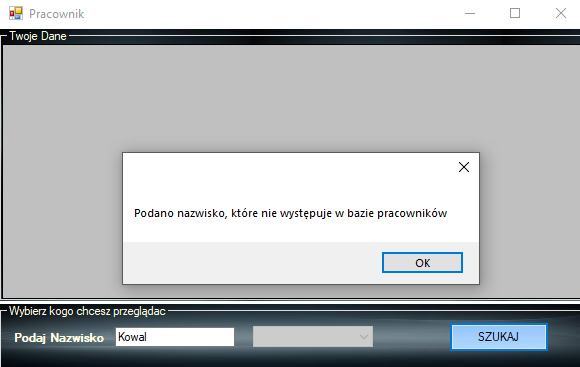 Pracownik
Twoje Dane
Podano nazwisko, które nie występuje w bazie pracowników
OK
Wybierz kogo chcesz przeglądac
Podaj Nazwisko Kowal SZUKAJ